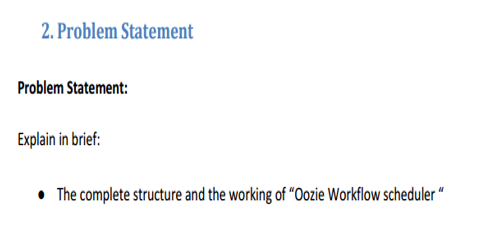 2. Problem Statement
Problem Statement:
Explain in brief:
• The complete structure and the working of “Oozie Workflow scheduler “